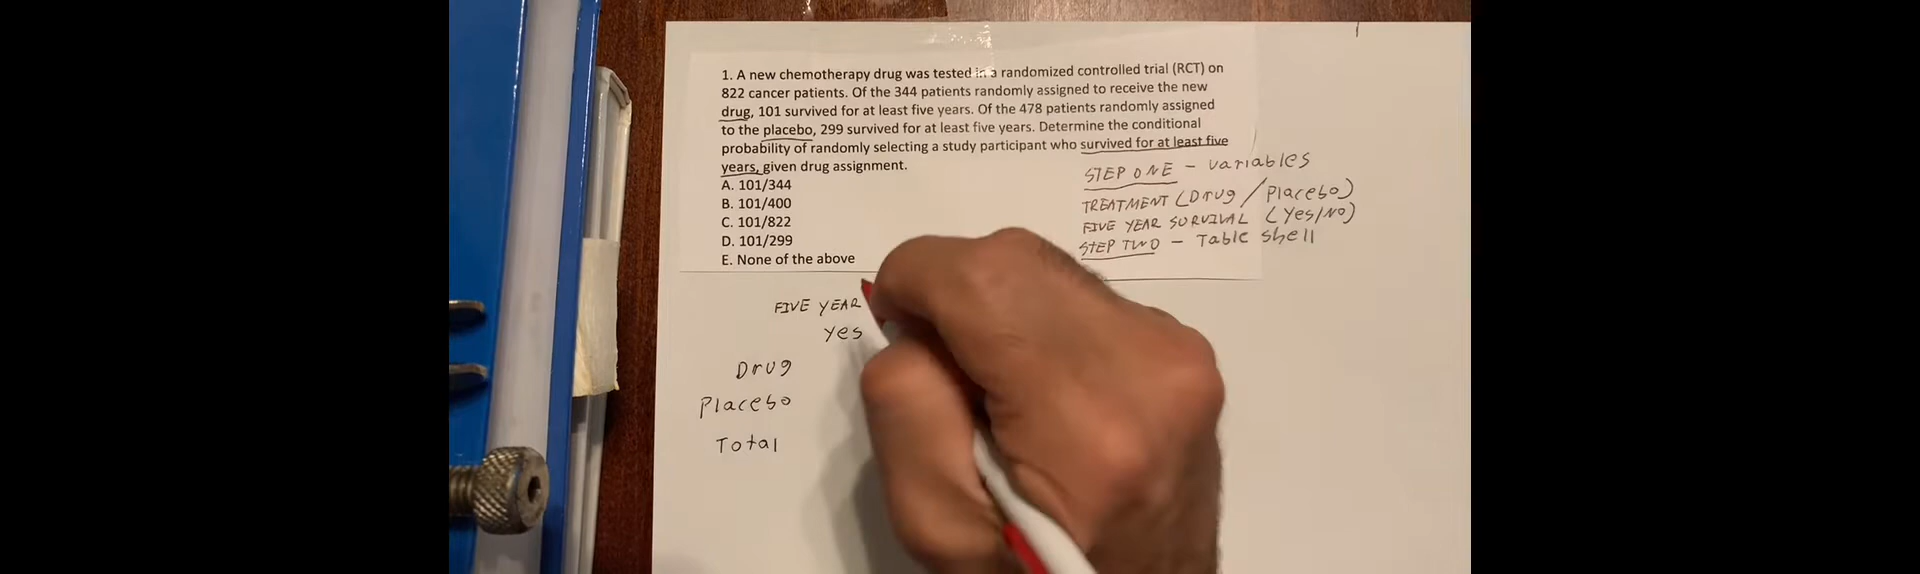 1. A new chemotherapy drug was tested in a randomized controlled trial (RCT) on
822 cancer patients. Of the 344 patients randomly assigned to receive the new
drug, 101 survived for at least five years. Of the 478 patients randomly assigned
to the placebo, 299 survived for at least five years. Determine the conditional
probability of randomly selecting a study participant who survived for at least five
years, given drug assignment.
A. 101/344
B. 101/400
C. 101/822
D. 101/299
E. None of the above
STEP ONE - variables
TREATMENT (Drug / Placebo)
FIVE YEAR SURVIVAL (Yes/No)
STEP TWO - Table shell
FIVE YEAR
Yes
Drug
Placebo
Total